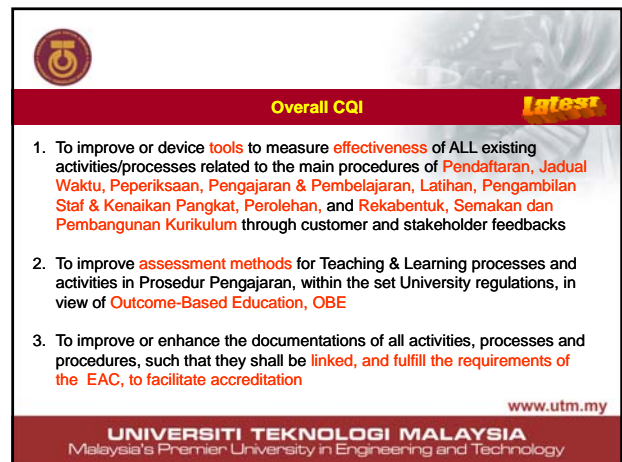 Overall CQI
Latest
1. To improve or device tools to measure effectiveness of ALL existing
activities/processes related to the main procedures of Pendaftaran, Jadual
Waktu, Peperiksaan, Pengajaran & Pembelajaran, Latihan, Pengambilan
Staf & Kenaikan Pangkat, Perolehan, and Rekabentuk, Semakan dan
Pembangunan Kurikulum through customer and stakeholder feedbacks
2. To improve assessment methods for Teaching & Learning processes and
activities in Prosedur Pengajaran, within the set University regulations, in
view of Outcome-Based Education, OBE
3. To improve or enhance the documentations of all activities, processes and
procedures, such that they shall be linked, and fulfill the requirements of
the EAC, to facilitate accreditation
www.utm.my
UNIVERSITI TEKNOLOGI MALAYSIA
Malaysia's Premier University in Engineering and Technology